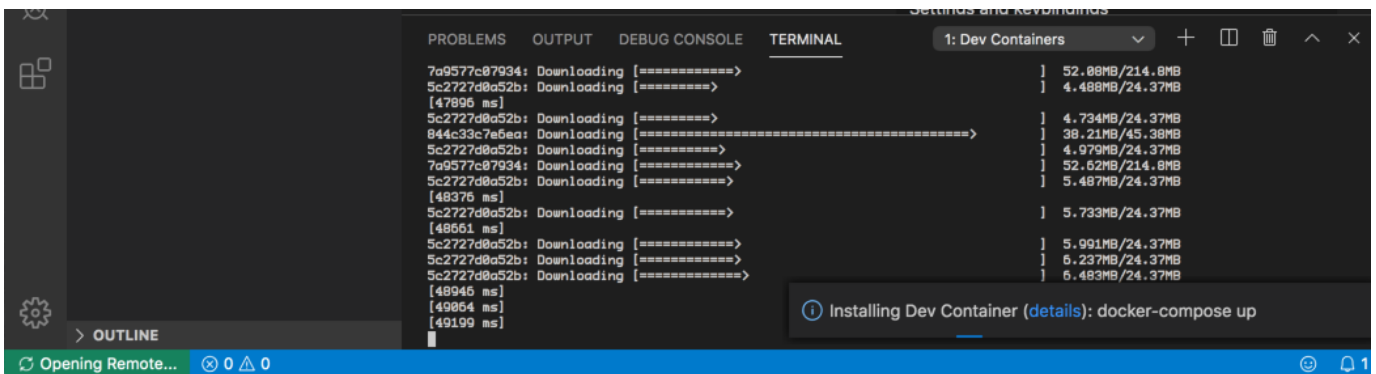 Settings and keybindings
PROBLEMS OUTPUT DEBUG CONSOLE TERMINAL 1: Dev Containers
7a9577c07934: Downloading [============> ] 52.08MB/214.8MB
5c2727d0a52b: Downloading [=========> ] 4.488MB/24.37MB
[47896 ms]
5c2727d0a52b: Downloading [=========> ] 4.734MB/24.37MB
844c33c7e6ea: Downloading [==========================================> ] 38.21MB/45.38MB
5c2727d0a52b: Downloading [==========> ] 4.979MB/24.37MB
7a9577c07934: Downloading [============> ] 52.62MB/214.8MB
5c2727d0a52b: Downloading [===========> ] 5.487MB/24.37MB
[48376 ms]
5c2727d0a52b: Downloading [===========> ] 5.733MB/24.37MB
[48661 ms]
5c2727d0a52b: Downloading [============> ] 5.991MB/24.37MB
5c2727d0a52b: Downloading [============> ] 6.237MB/24.37MB
5c2727d0a52b: Downloading [=============> ] 6.483MB/24.37MB
[48946 ms]
[49064 ms]
[49199 ms]
Installing Dev Container (details): docker-compose up
OUTLINE
Opening Remote... 0 0 1